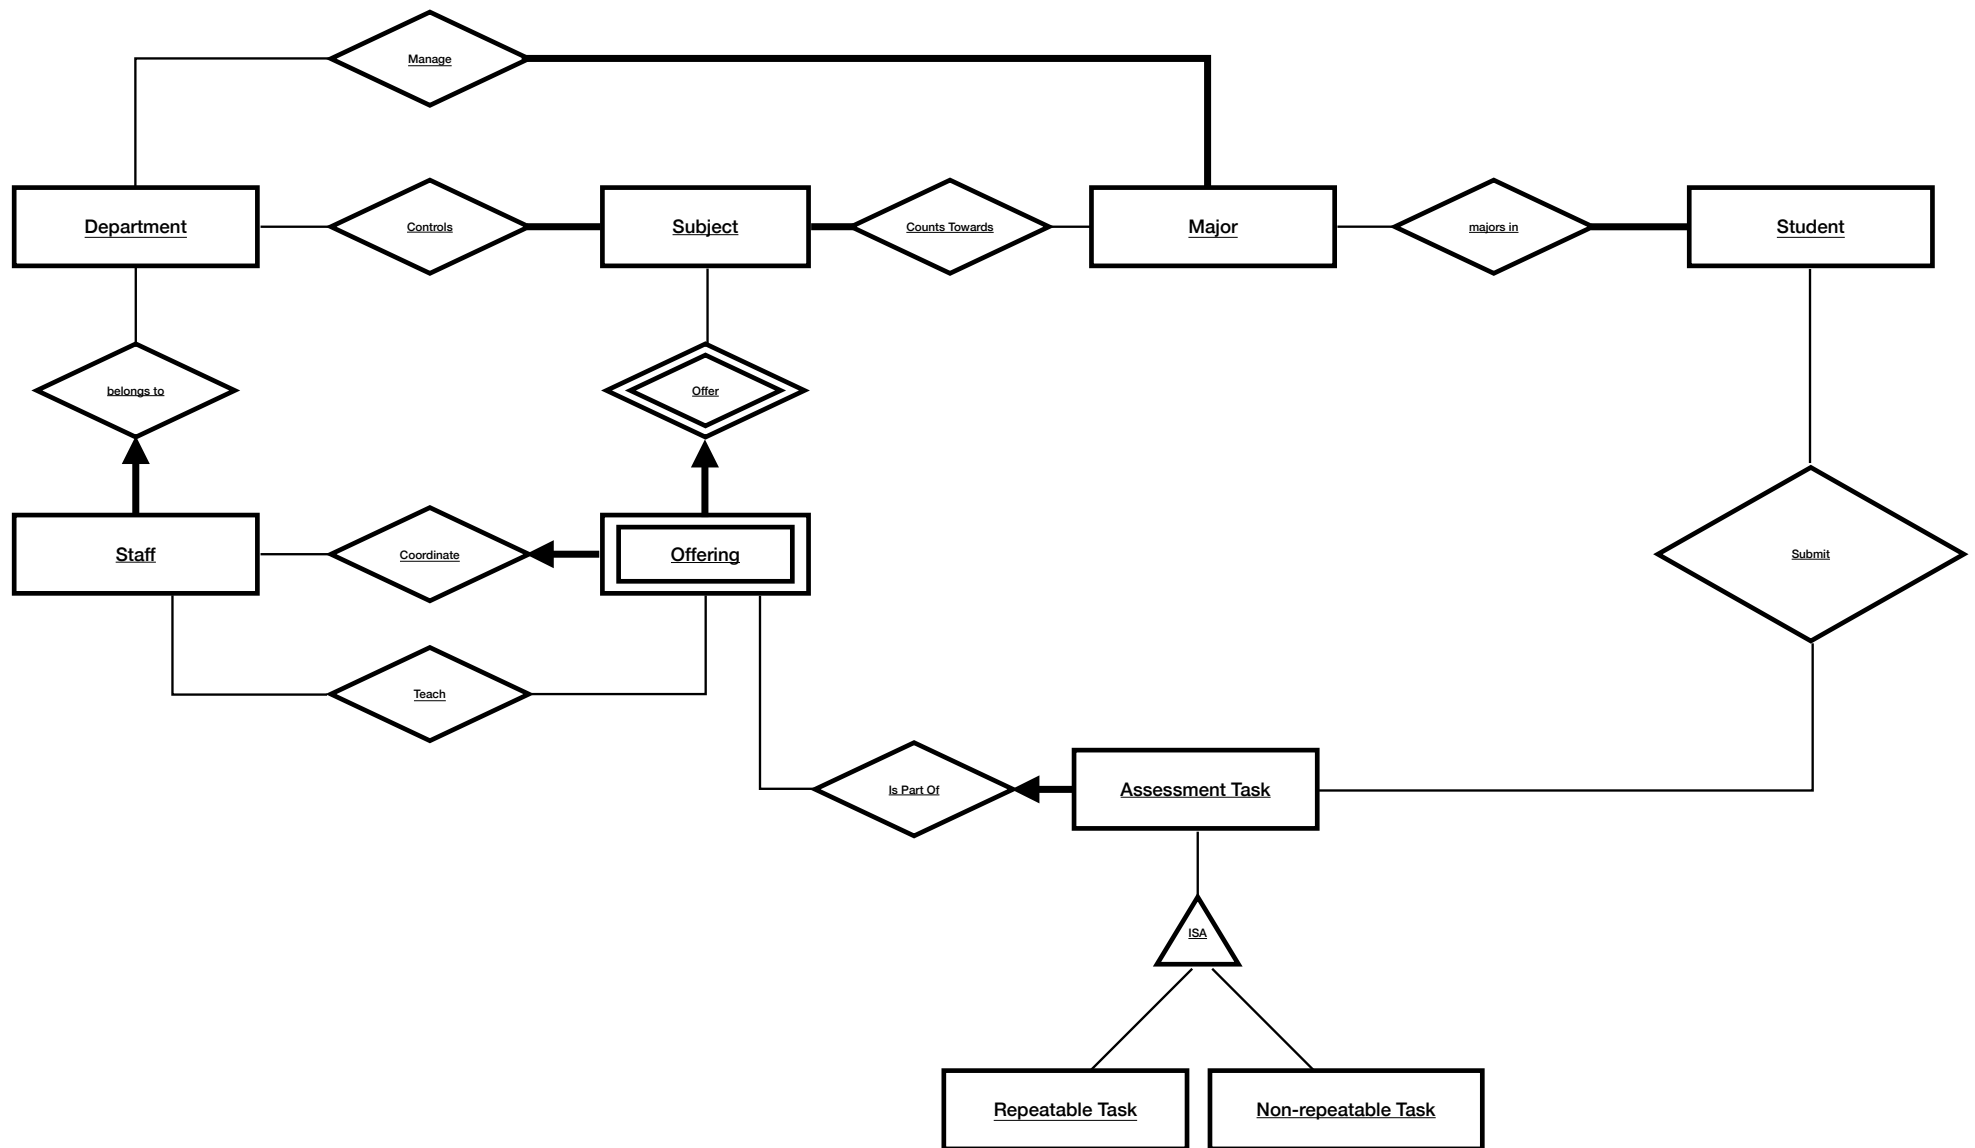 Manage
Department
Controls
Subject
Counts Towards
Major
majors in
Student
belongs to
Offer
Staff
Coordinate
Offering
Submit
Teach
Is Part Of
Assessment Task
ISA
Repeatable Task
Non-repeatable Task